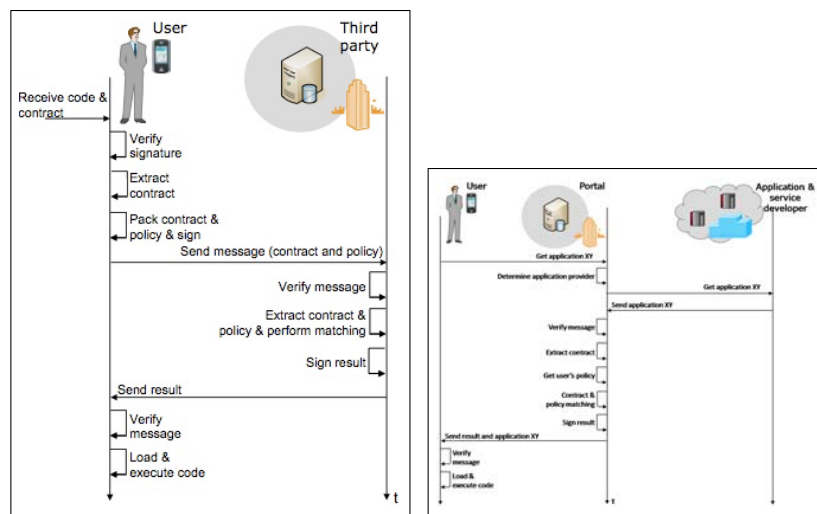 User
Third
party
Receive code &
contract
Verify
signature
Extract
contract
Pack contract &
policy & sign
Send message (contract and policy)
Verify message
Extract contract &
policy & perform matching
Sign result
Send result
Verify
message
Load &
execute code
t
User
Portal
Application &
service
developer
Get application XY
Determine application provider
Get application XY
Send application XY
Verify message
Extract contract
Get user's policy
Contract &
policy matching
Sign result
Send result and application XY
Verify
message
Load &
execute code
t